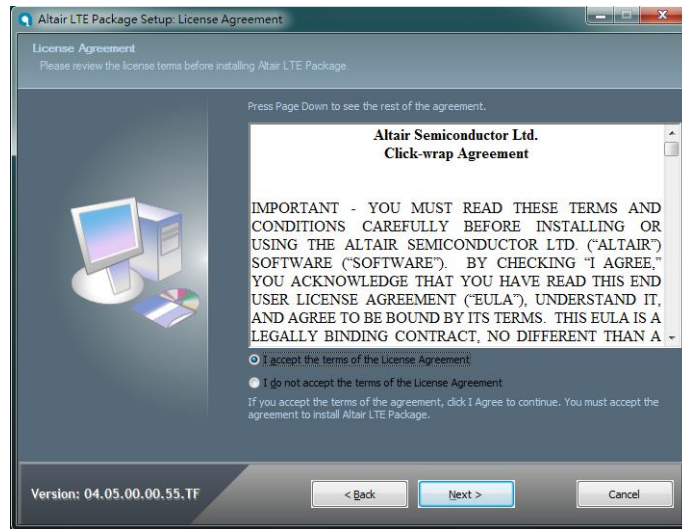 Altair LTE Package Setup: License Agreement
License Agreement
Please review the license terms before installing Altair LTE Package.
Press Page Down to see the rest of the agreement.
Altair Semiconductor Ltd.
Click-wrap Agreement
IMPORTANT - YOU MUST READ THESE TERMS AND
CONDITIONS CAREFULLY BEFORE INSTALLING OR
USING THE ALTAIR SEMICONDUCTOR LTD. (“ALTAIR”)
SOFTWARE (“SOFTWARE”). BY CHECKING “I AGREE,”
YOU ACKNOWLEDGE THAT YOU HAVE READ THIS END
USER LICENSE AGREEMENT (“EULA”), UNDERSTAND IT,
AND AGREE TO BE BOUND BY ITS TERMS. THIS EULA IS A
LEGALLY BINDING CONTRACT, NO DIFFERENT THAN A
I accept the terms of the License Agreement
I do not accept the terms of the License Agreement
If you accept the terms of the agreement, click I Agree to continue. You must accept the
agreement to install Altair LTE Package.
Version: 04.05.00.00.55.TF
< Back
Next >
Cancel